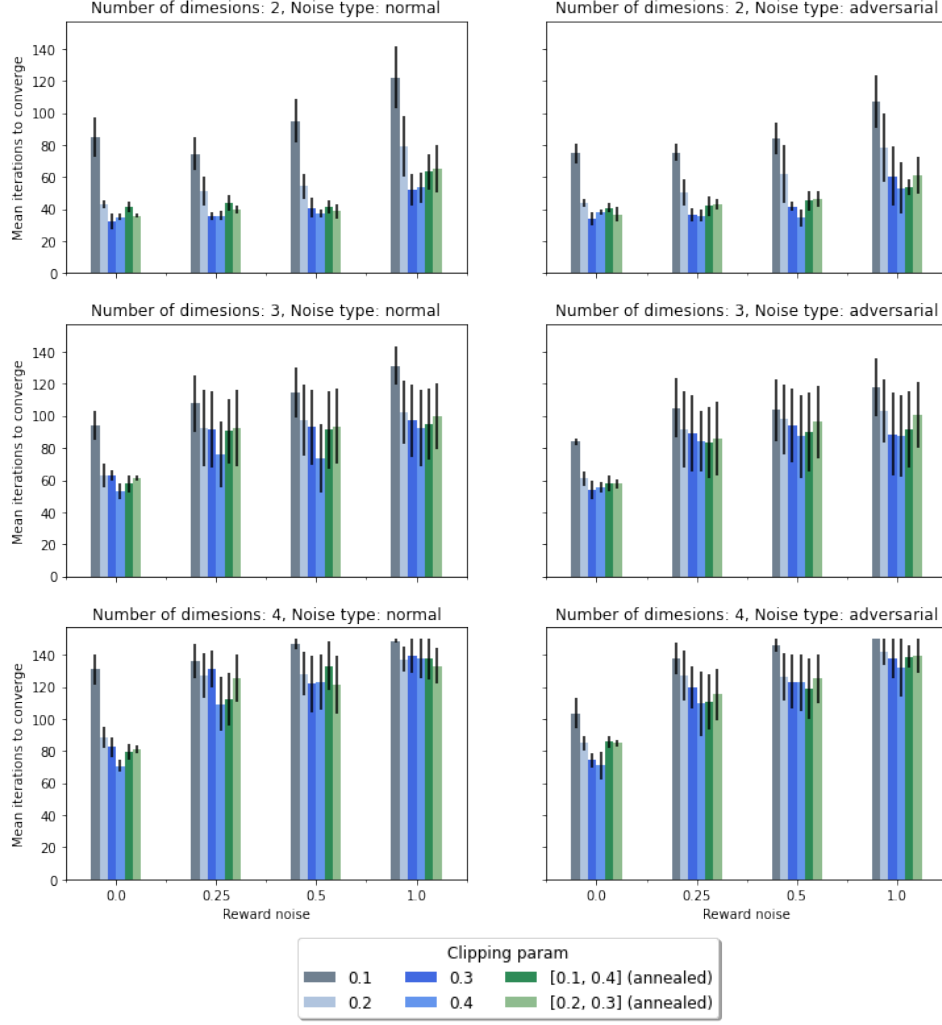 Number of dimesions: 2, Noise type: normal
Number of dimesions: 2, Noise type: adversarial
Mean iterations to converge
140
120
100
80
60
40
20
0
Number of dimesions: 3, Noise type: normal
Number of dimesions: 3, Noise type: adversarial
Mean iterations to converge
140
120
100
80
60
40
20
0
Number of dimesions: 4, Noise type: normal
Number of dimesions: 4, Noise type: adversarial
Mean iterations to converge
140
120
100
80
60
40
20
0
0.0 0.25 0.5 1.0
0.0 0.25 0.5 1.0
Reward noise
Reward noise
Clipping param
0.1 0.3 [0.1, 0.4] (annealed)
0.2 0.4 [0.2, 0.3] (annealed)